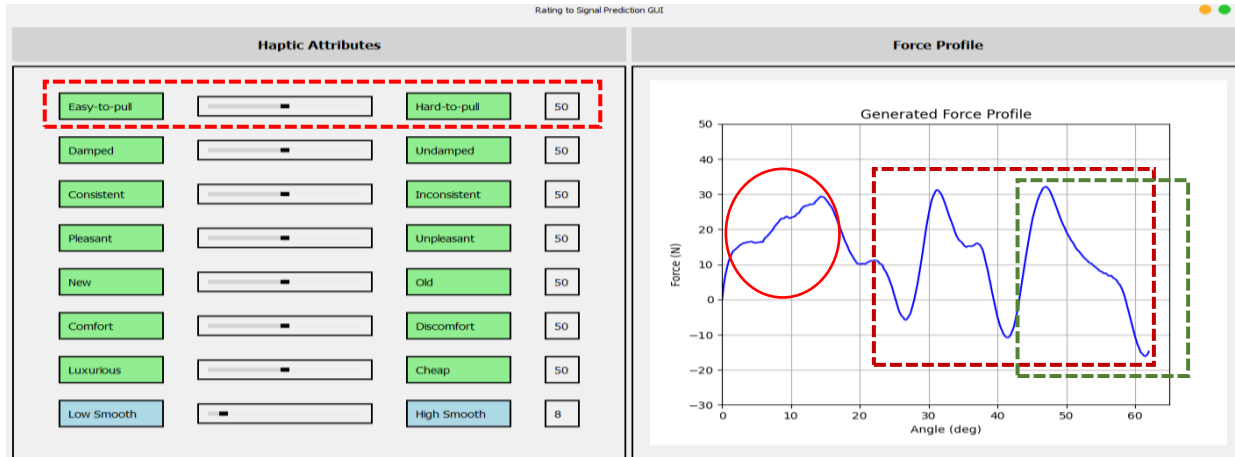 Rating to Signal Prediction GUI
Haptic Attributes
Force Profile
Easy-to-pull Hard-to-pull 50
Damped Undamped 50
Consistent Inconsistent 50
Pleasant Unpleasant 50
New Old 50
Comfort Discomfort 50
Luxurious Cheap 50
Low Smooth High Smooth 8
Generated Force Profile
50
40
30
20
10
0
−10
−20
−30
Force (N)
0 10 20 30 40 50 60
Angle (deg)